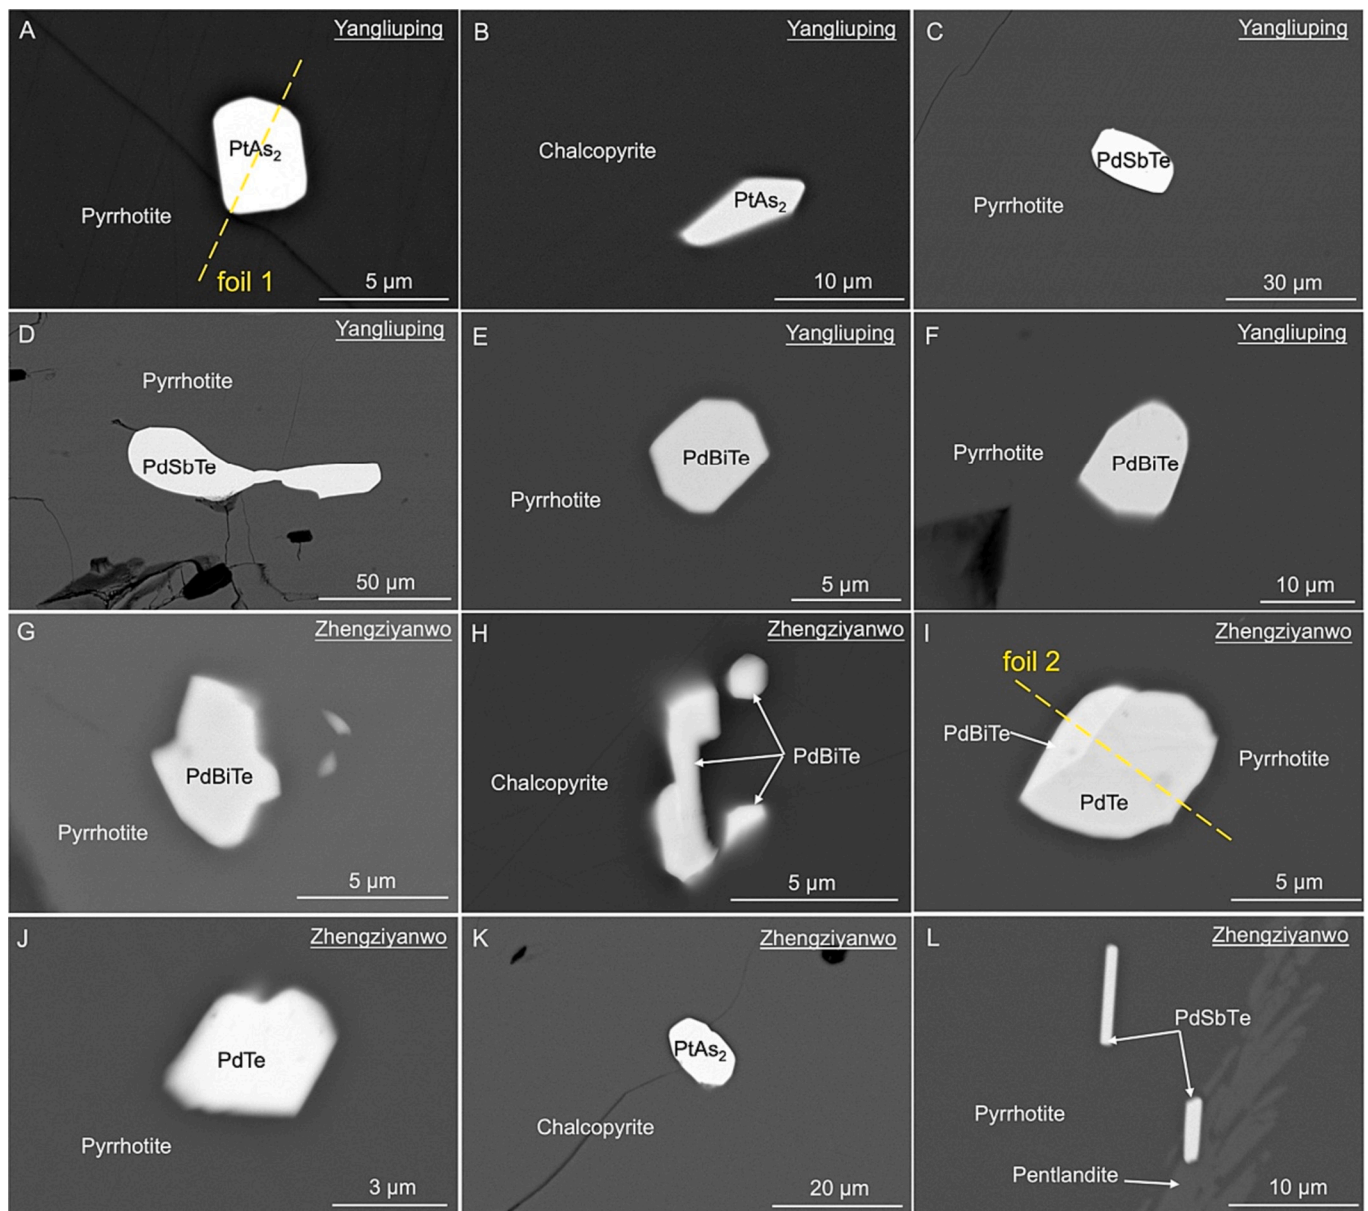 A
Yangliuping
PtAs2
Pyrrhotite
foil 1
5 µm
B
Yangliuping
Chalcopyrite
PtAs2
10 µm
C
Yangliuping
PdSbTe
Pyrrhotite
30 µm
D
Yangliuping
Pyrrhotite
PdSbTe
50 µm
E
Yangliuping
PdBiTe
Pyrrhotite
5 µm
F
Yangliuping
Pyrrhotite
PdBiTe
10 µm
G
Zhengziyanwo
PdBiTe
Pyrrhotite
5 µm
H
Zhengziyanwo
PdBiTe
Chalcopyrite
5 µm
I
Zhengziyanwo
foil 2
PdBiTe
Pyrrhotite
PdTe
5 µm
J
Zhengziyanwo
PdTe
Pyrrhotite
3 µm
K
Zhengziyanwo
PtAs2
Chalcopyrite
20 µm
L
Zhengziyanwo
PdSbTe
Pyrrhotite
Pentlandite
10 µm